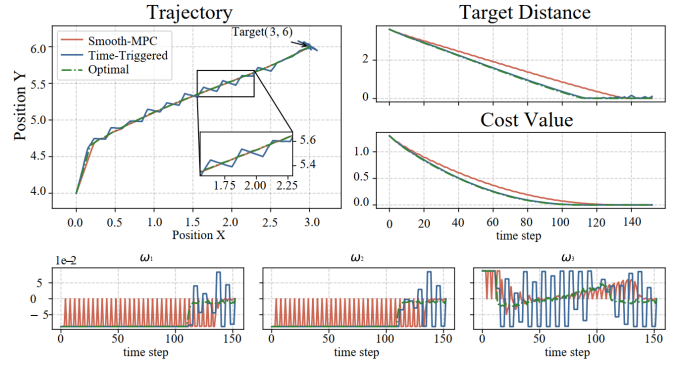 Trajectory
Target Distance
Position Y
6.0
5.5
5.0
4.5
4.0
Smooth-MPC
Time-Triggered
Optimal
Target(3, 6)
5.6
5.4
1.75
2.00
2.25
0.0
0.5
1.0
1.5
2.0
2.5
3.0
Position X
2
0
Cost Value
1.0
0.5
0.0
0
20
40
60
80
100
120
140
time step
1e−2
ω₁
5
0
−5
0
50
100
150
time step
ω₂
0
50
100
150
time step
ω₃
0
50
100
150
time step